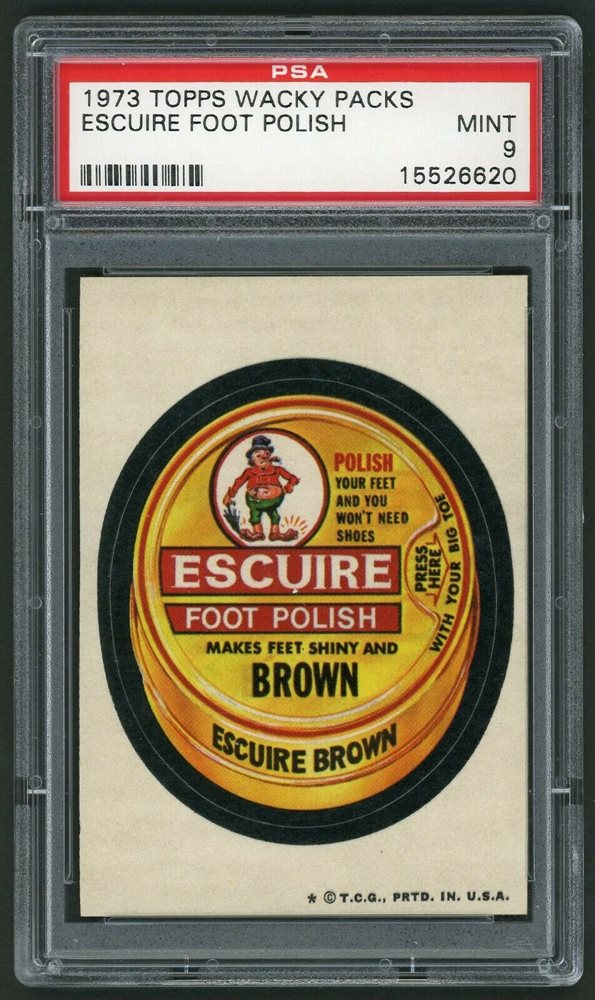 PSA
1973 TOPPS WACKY PACKS
ESCUIRE FOOT POLISH MINT
9
15526620
POLISH
YOUR FEET
AND YOU
WON'T NEED
SHOES
PRESS
HERE
WITH YOUR BIG TOE
ESCUIRE
FOOT POLISH
MAKES FEET SHINY AND
BROWN
ESCUIRE BROWN
* © T.C.G., PRTD. IN. U.S.A.